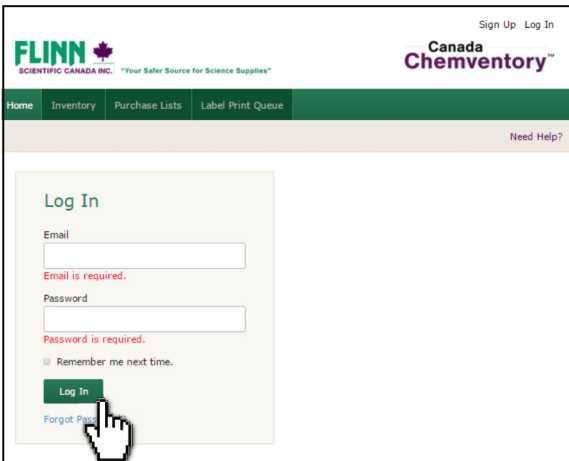 Sign Up Log In
FLINN
SCIENTIFIC CANADA INC. "Your Safer Source for Science Supplies"
Canada
Chemventory™
Home Inventory Purchase Lists Label Print Queue
Need Help?
Log In
Email
Email is required.
Password
Password is required.
Remember me next time.
Log In
Forgot